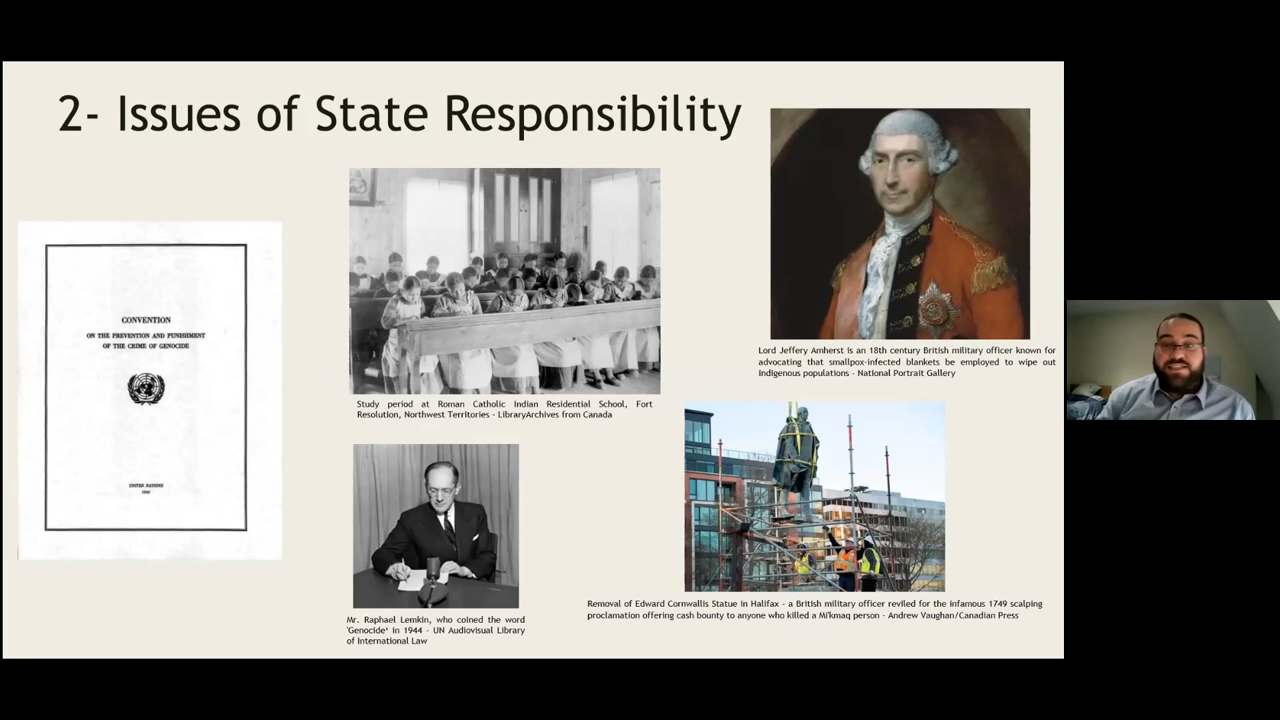 2- Issues of State Responsibility
CONVENTION
ON THE PREVENTION AND PUNISHMENT
OF THE CRIME OF GENOCIDE
UNITED NATIONS
Study period at Roman Catholic Indian Residential School, Fort
Resolution, Northwest Territories - LibraryArchives from Canada
Mr. Raphael Lemkin, who coined the word
'Genocide' in 1944 - UN Audiovisual Library
of International Law
Lord Jeffery Amherst is an 18th century British military officer known for
advocating that smallpox-infected blankets be employed to wipe out
Indigenous populations - National Portrait Gallery
Removal of Edward Cornwallis Statue in Halifax - a British military officer reviled for the infamous 1749 scalping
proclamation offering cash bounty to anyone who killed a Mi'kmaq person - Andrew Vaughan/Canadian Press